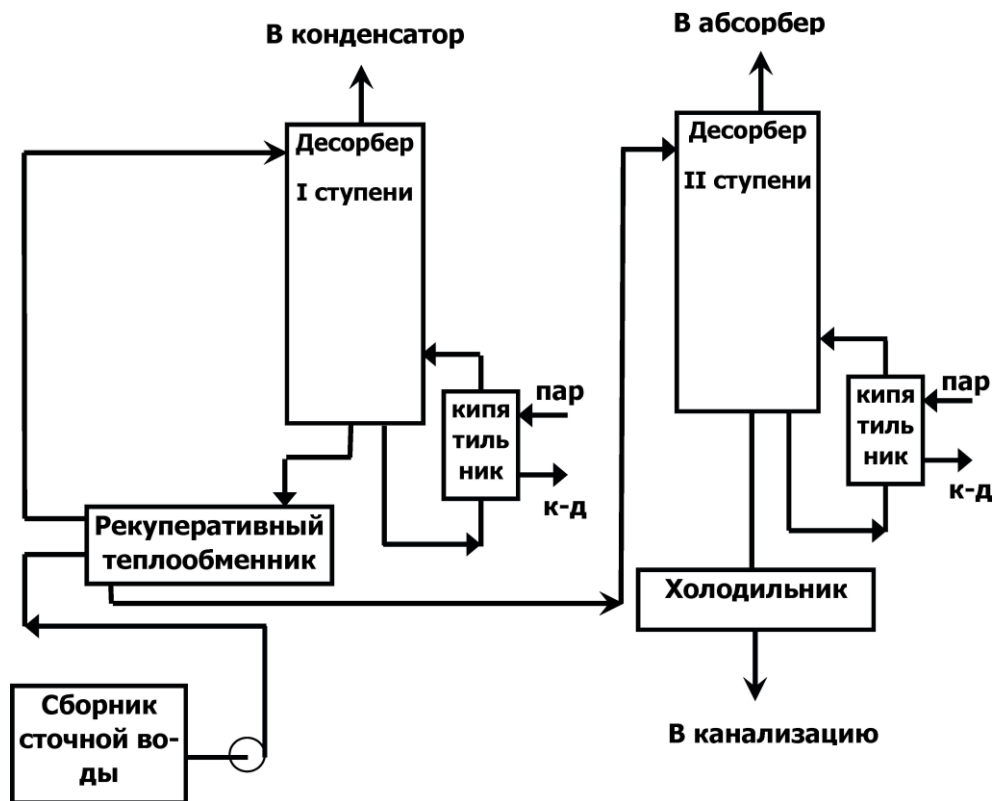 В конденсатор
В абсорбер
Десорбер
I ступени
Десорбер
II ступени
кипя
тиль
ник
пар
к-д
кипя
тиль
ник
пар
к-д
Рекуперативный
теплообменник
Холодильник
Сборник
сточной во-
ды
В канализацию